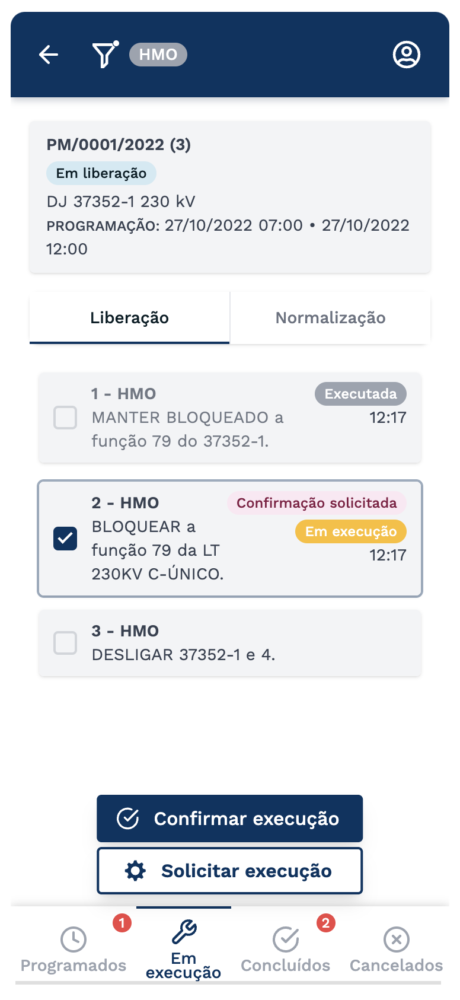 HMO
PM/0001/2022 (3)
Em liberação
DJ 37352-1 230 kV
PROGRAMAÇÃO: 27/10/2022 07:00 • 27/10/2022
12:00
Liberação
Normalização
1 - HMO
Executada
MANTER BLOQUEADO a
12:17
função 79 do 37352-1.
2 - HMO
Confirmação solicitada
BLOQUEAR a
Em execução
função 79 da LT
12:17
230KV C-ÚNICO.
3 - HMO
DESLIGAR 37352-1 e 4.
Confirmar execução
Solicitar execução
1
2
Programados
Em
execução
Concluídos
Cancelados